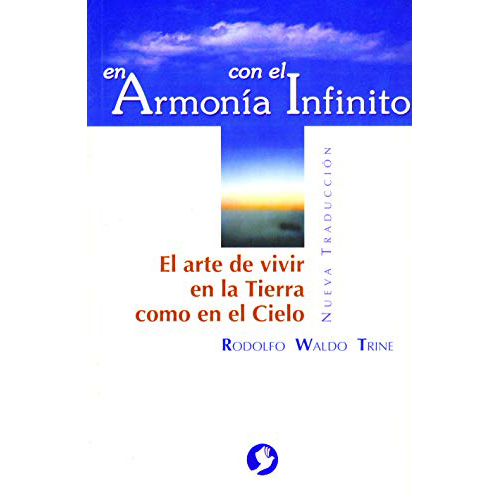 en con el
Armonía Infinito
NUEVA TRADUCCIÓN
El arte de vivir
en la Tierra
como en el Cielo
RODOLFO WALDO TRINE